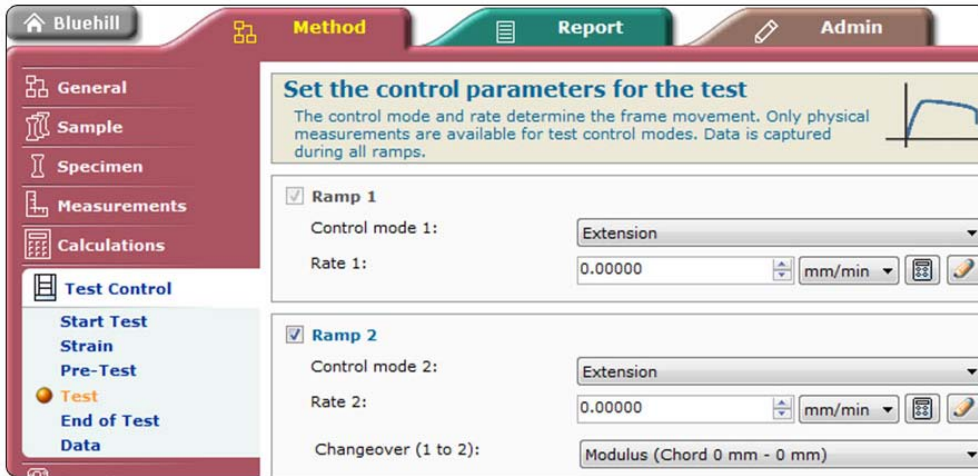 Bluehill
Method
Report
Admin
General
Sample
Specimen
Measurements
Calculations
Test Control
Start Test
Strain
Pre-Test
Test
End of Test
Data
Set the control parameters for the test
The control mode and rate determine the frame movement. Only physical
measurements are available for test control modes. Data is captured
during all ramps.
Ramp 1
Control mode 1:
Extension
Rate 1:
0.00000
mm/min
Ramp 2
Control mode 2:
Extension
Rate 2:
0.00000
mm/min
Changeover (1 to 2):
Modulus (Chord 0 mm - 0 mm)